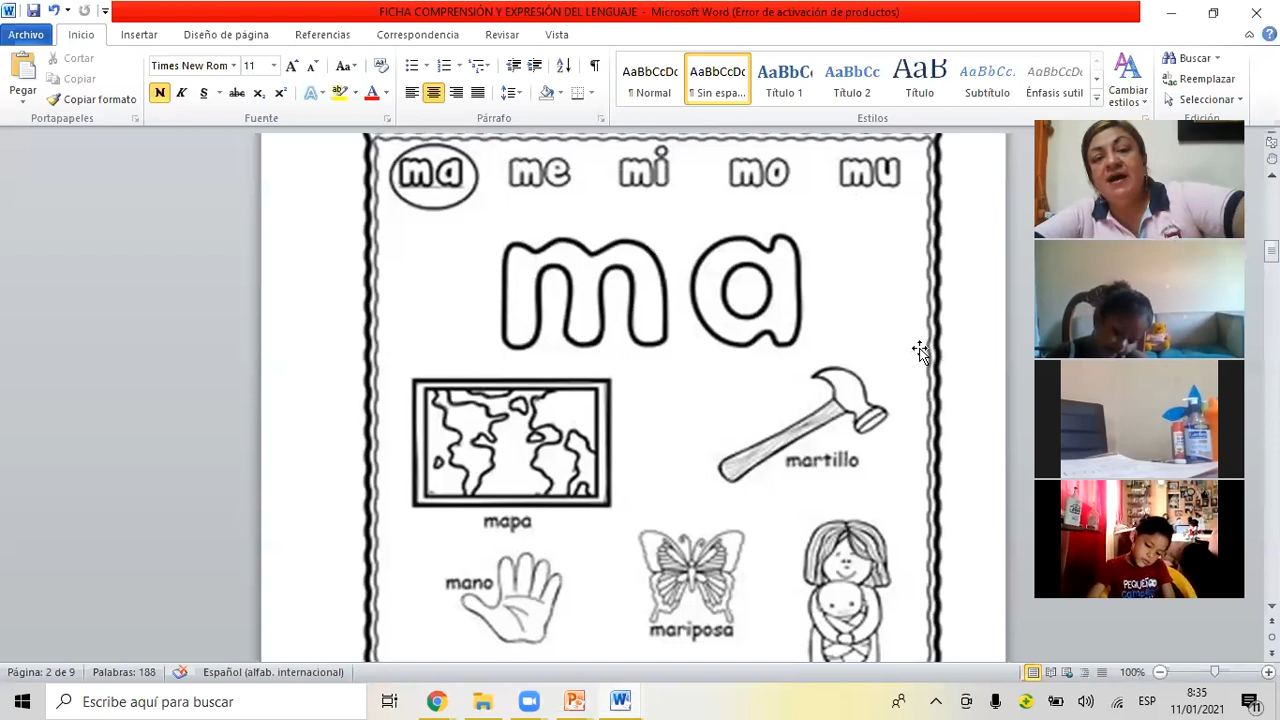 FICHA COMPRENSIÓN Y EXPRESIÓN DEL LENGUAJE - Microsoft Word (Error de activación de productos)
Archivo Inicio Insertar Diseño de página Referencias Correspondencia Revisar Vista
Pegar
Cortar
Copiar
Copiar formato
Portapapeles
Times New Rom 11
N K S abc x₂ x²
Fuente
Párrafo
AaBbCcDc AaBbCcDc AaBbC AaBbCc AaB AaBbCc. AaBbCcDc
¶ Normal ¶ Sin espa... Título 1 Título 2 Título Subtítulo Énfasis sutil
Estilos
Cambiar
estilos
Buscar
Reemplazar
Seleccionar
Edición
ma me mi mo mu
ma
martillo
mapa
mano
mariposa
PEQUEÑO
Página: 2 de 9 Palabras: 188 Español (alfab. internacional) 100%
Escribe aquí para buscar
ESP
8:35
11/01/2021